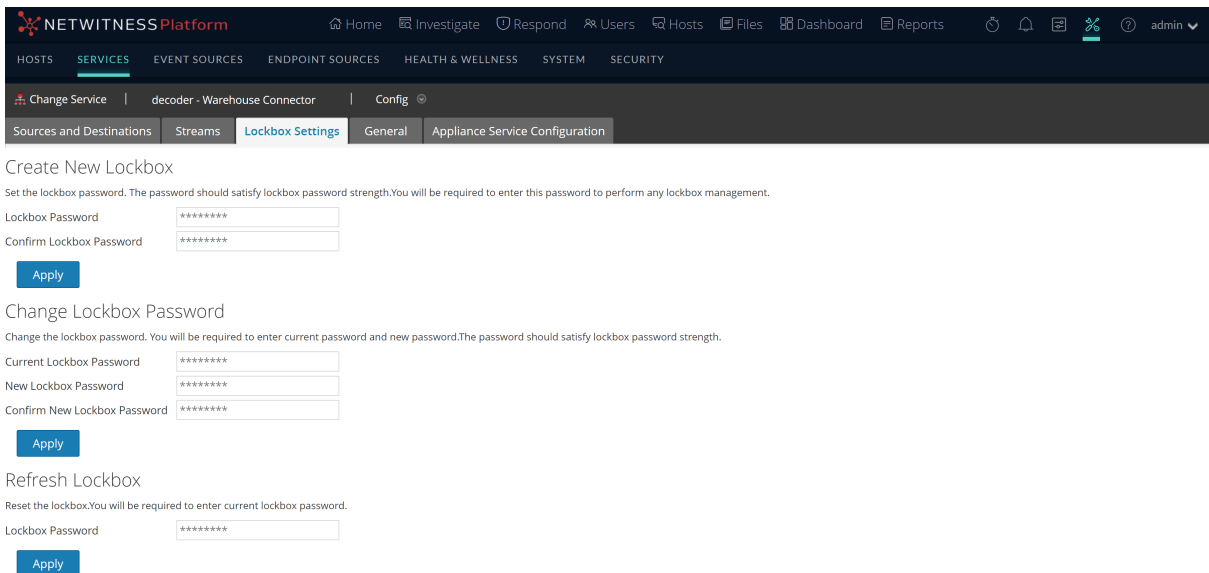 NETWITNESS Platform Home Investigate Respond Users Hosts Files Dashboard Reports admin
HOSTS SERVICES EVENT SOURCES ENDPOINT SOURCES HEALTH & WELLNESS SYSTEM SECURITY
Change Service | decoder - Warehouse Connector | Config
Sources and Destinations Streams Lockbox Settings General Appliance Service Configuration
Create New Lockbox
Set the lockbox password. The password should satisfy lockbox password strength.You will be required to enter this password to perform any lockbox management.
Lockbox Password ********
Confirm Lockbox Password ********
Apply
Change Lockbox Password
Change the lockbox password. You will be required to enter current password and new password.The password should satisfy lockbox password strength.
Current Lockbox Password ********
New Lockbox Password ********
Confirm New Lockbox Password ********
Apply
Refresh Lockbox
Reset the lockbox.You will be required to enter current lockbox password.
Lockbox Password ********
Apply